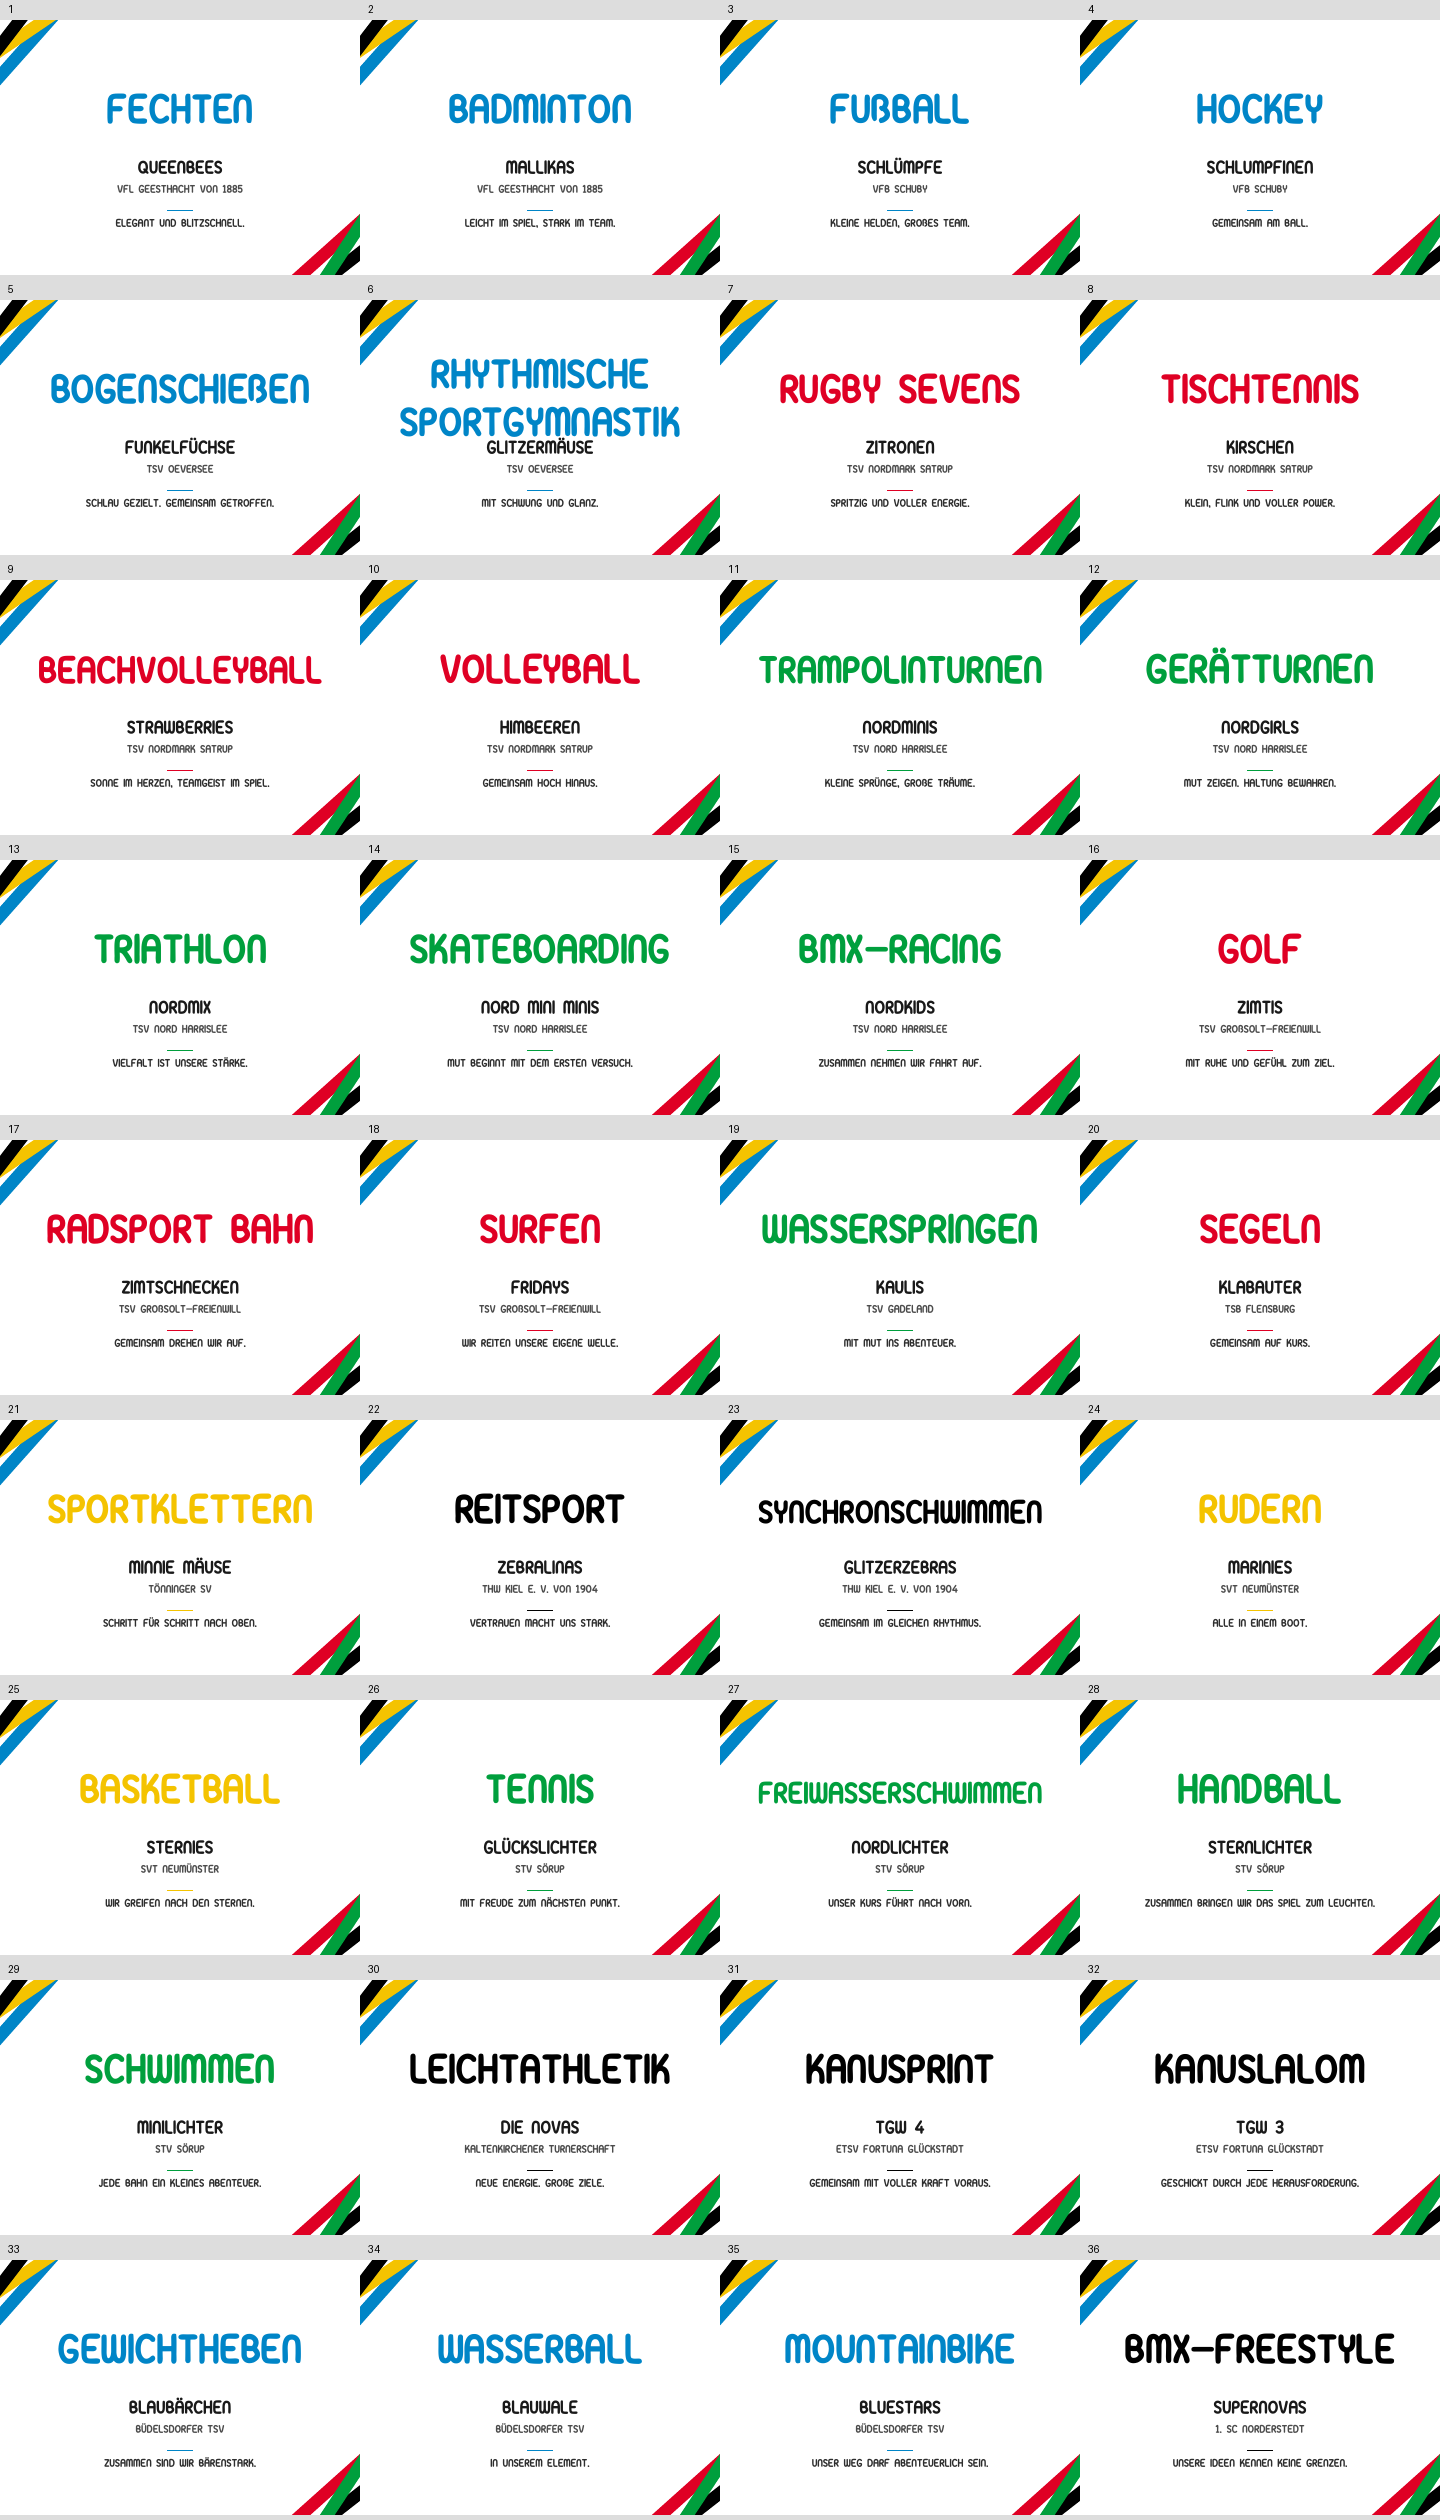 1
FECHTEN
QUEENBEES
VFL GEESTHACHT VON 1885
ELEGANT UND BLITZSCHNELL.
2
BADMINTON
MALLIKAS
VFL GEESTHACHT VON 1885
LEICHT IM SPIEL, STARK IM TEAM.
3
FUßBALL
SCHLÜMPFE
VFB SCHUBY
KLEINE HELDEN, GROßES TEAM.
4
HOCKEY
SCHLUMPFINEN
VFB SCHUBY
GEMEINSAM AM BALL.
5
BOGENSCHIEßEN
FUNKELFÜCHSE
TSV OEVERSEE
SCHLAU GEZIELT. GEMEINSAM GETROFFEN.
6
RHYTHMISCHE
SPORTGYMNASTIK
GLITZERMÄUSE
TSV OEVERSEE
MIT SCHWUNG UND GLANZ.
7
RUGBY SEVENS
ZITRONEN
TSV NORDMARK SATRUP
SPRITZIG UND VOLLER ENERGIE.
8
TISCHTENNIS
KIRSCHEN
TSV NORDMARK SATRUP
KLEIN, FLINK UND VOLLER POWER.
9
BEACHVOLLEYBALL
STRAWBERRIES
TSV NORDMARK SATRUP
SONNE IM HERZEN, TEAMGEIST IM SPIEL.
10
VOLLEYBALL
HIMBEEREN
TSV NORDMARK SATRUP
GEMEINSAM HOCH HINAUS.
11
TRAMPOLINTURNEN
NORDMINIS
TSV NORD HARRISLEE
KLEINE SPRÜNGE, GROßE TRÄUME.
12
GERÄTTURNEN
NORDGIRLS
TSV NORD HARRISLEE
MUT ZEIGEN. HALTUNG BEWAHREN.
13
TRIATHLON
NORDMIX
TSV NORD HARRISLEE
VIELFALT IST UNSERE STÄRKE.
14
SKATEBOARDING
NORD MINI MINIS
TSV NORD HARRISLEE
MUT BEGINNT MIT DEM ERSTEN VERSUCH.
15
BMX-RACING
NORDKIDS
TSV NORD HARRISLEE
ZUSAMMEN NEHMEN WIR FAHRT AUF.
16
GOLF
ZIMTIS
TSV GROßSOLT-FREIENWILL
MIT RUHE UND GEFÜHL ZUM ZIEL.
17
RADSPORT BAHN
ZIMTSCHNECKEN
TSV GROßSOLT-FREIENWILL
GEMEINSAM DREHEN WIR AUF.
18
SURFEN
FRIDAYS
TSV GROßSOLT-FREIENWILL
WIR REITEN UNSERE EIGENE WELLE.
19
WASSERSPRINGEN
KAULIS
TSV GADELAND
MIT MUT INS ABENTEUER.
20
SEGELN
KLABAUTER
TSB FLENSBURG
GEMEINSAM AUF KURS.
21
SPORTKLETTERN
MINNIE MÄUSE
TÖNNINGER SV
SCHRITT FÜR SCHRITT NACH OBEN.
22
REITSPORT
ZEBRALINAS
THW KIEL E. V. VON 1904
VERTRAUEN MACHT UNS STARK.
23
SYNCHRONSCHWIMMEN
GLITZERZEBRAS
THW KIEL E. V. VON 1904
GEMEINSAM IM GLEICHEN RHYTHMUS.
24
RUDERN
MARINIES
SVT NEUMÜNSTER
ALLE IN EINEM BOOT.
25
BASKETBALL
STERNIES
SVT NEUMÜNSTER
WIR GREIFEN NACH DEN STERNEN.
26
TENNIS
GLÜCKSLICHTER
STV SÖRUP
MIT FREUDE ZUM NÄCHSTEN PUNKT.
27
FREIWASSERSCHWIMMEN
NORDLICHTER
STV SÖRUP
UNSER KURS FÜHRT NACH VORN.
28
HANDBALL
STERNLICHTER
STV SÖRUP
ZUSAMMEN BRINGEN WIR DAS SPIEL ZUM LEUCHTEN.
29
SCHWIMMEN
MINILICHTER
STV SÖRUP
JEDE BAHN EIN KLEINES ABENTEUER.
30
LEICHTATHLETIK
DIE NOVAS
KALTENKIRCHENER TURNERSCHAFT
NEUE ENERGIE. GROßE ZIELE.
31
KANUSPRINT
TGW 4
ETSV FORTUNA GLÜCKSTADT
GEMEINSAM MIT VOLLER KRAFT VORAUS.
32
KANUSLALOM
TGW 3
ETSV FORTUNA GLÜCKSTADT
GESCHICKT DURCH JEDE HERAUSFORDERUNG.
33
GEWICHTHEBEN
BLAUBÄRCHEN
BÜDELSDORFER TSV
ZUSAMMEN SIND WIR BÄRENSTARK.
34
WASSERBALL
BLAUWALE
BÜDELSDORFER TSV
IN UNSEREM ELEMENT.
35
MOUNTAINBIKE
BLUESTARS
BÜDELSDORFER TSV
UNSER WEG DARF ABENTEUERLICH SEIN.
36
BMX-FREESTYLE
SUPERNOVAS
1. SC NORDERSTEDT
UNSERE IDEEN KENNEN KEINE GRENZEN.